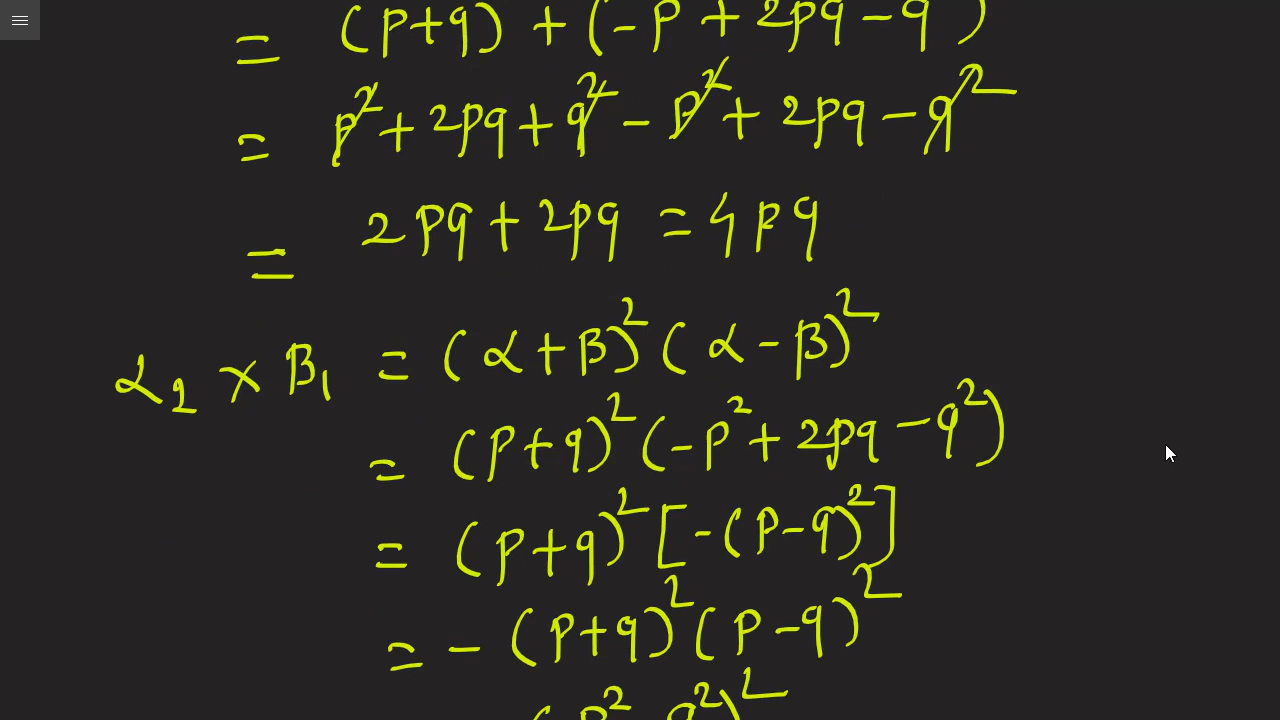 = (p+q) + (-p + 2pq - q )
= p² + 2pq + q² - p² + 2pq - q²
= 2pq + 2pq = 4pq
α₂ × β₁ = (α + β)² (α - β)²
= (p+q)² (-p² + 2pq - q²)
= (p+q)² [-(p-q)²]
= - (p+q)² (p-q)²